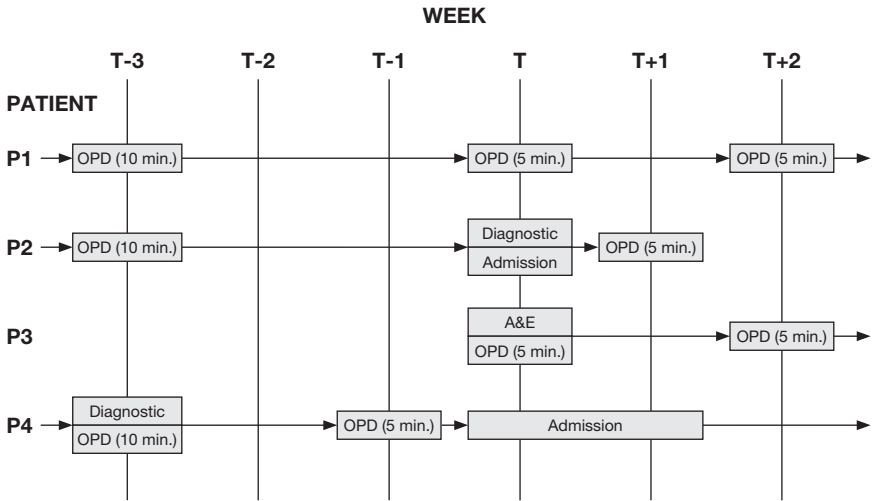 WEEK
T-3 T-2 T-1 T T+1 T+2
PATIENT
P1 OPD (10 min.) OPD (5 min.) OPD (5 min.)
P2 OPD (10 min.) Diagnostic Admission OPD (5 min.)
P3 A&E OPD (5 min.) OPD (5 min.)
P4 Diagnostic OPD (10 min.) OPD (5 min.) Admission